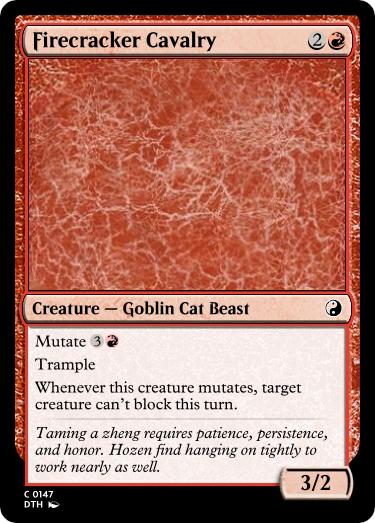 Firecracker Cavalry 2
Creature — Goblin Cat Beast
Mutate 3
Trample
Whenever this creature mutates, target
creature can't block this turn.
Taming a zheng requires patience, persistence,
and honor. Hozen find hanging on tightly to
work nearly as well.
3/2
C 0147
DTH